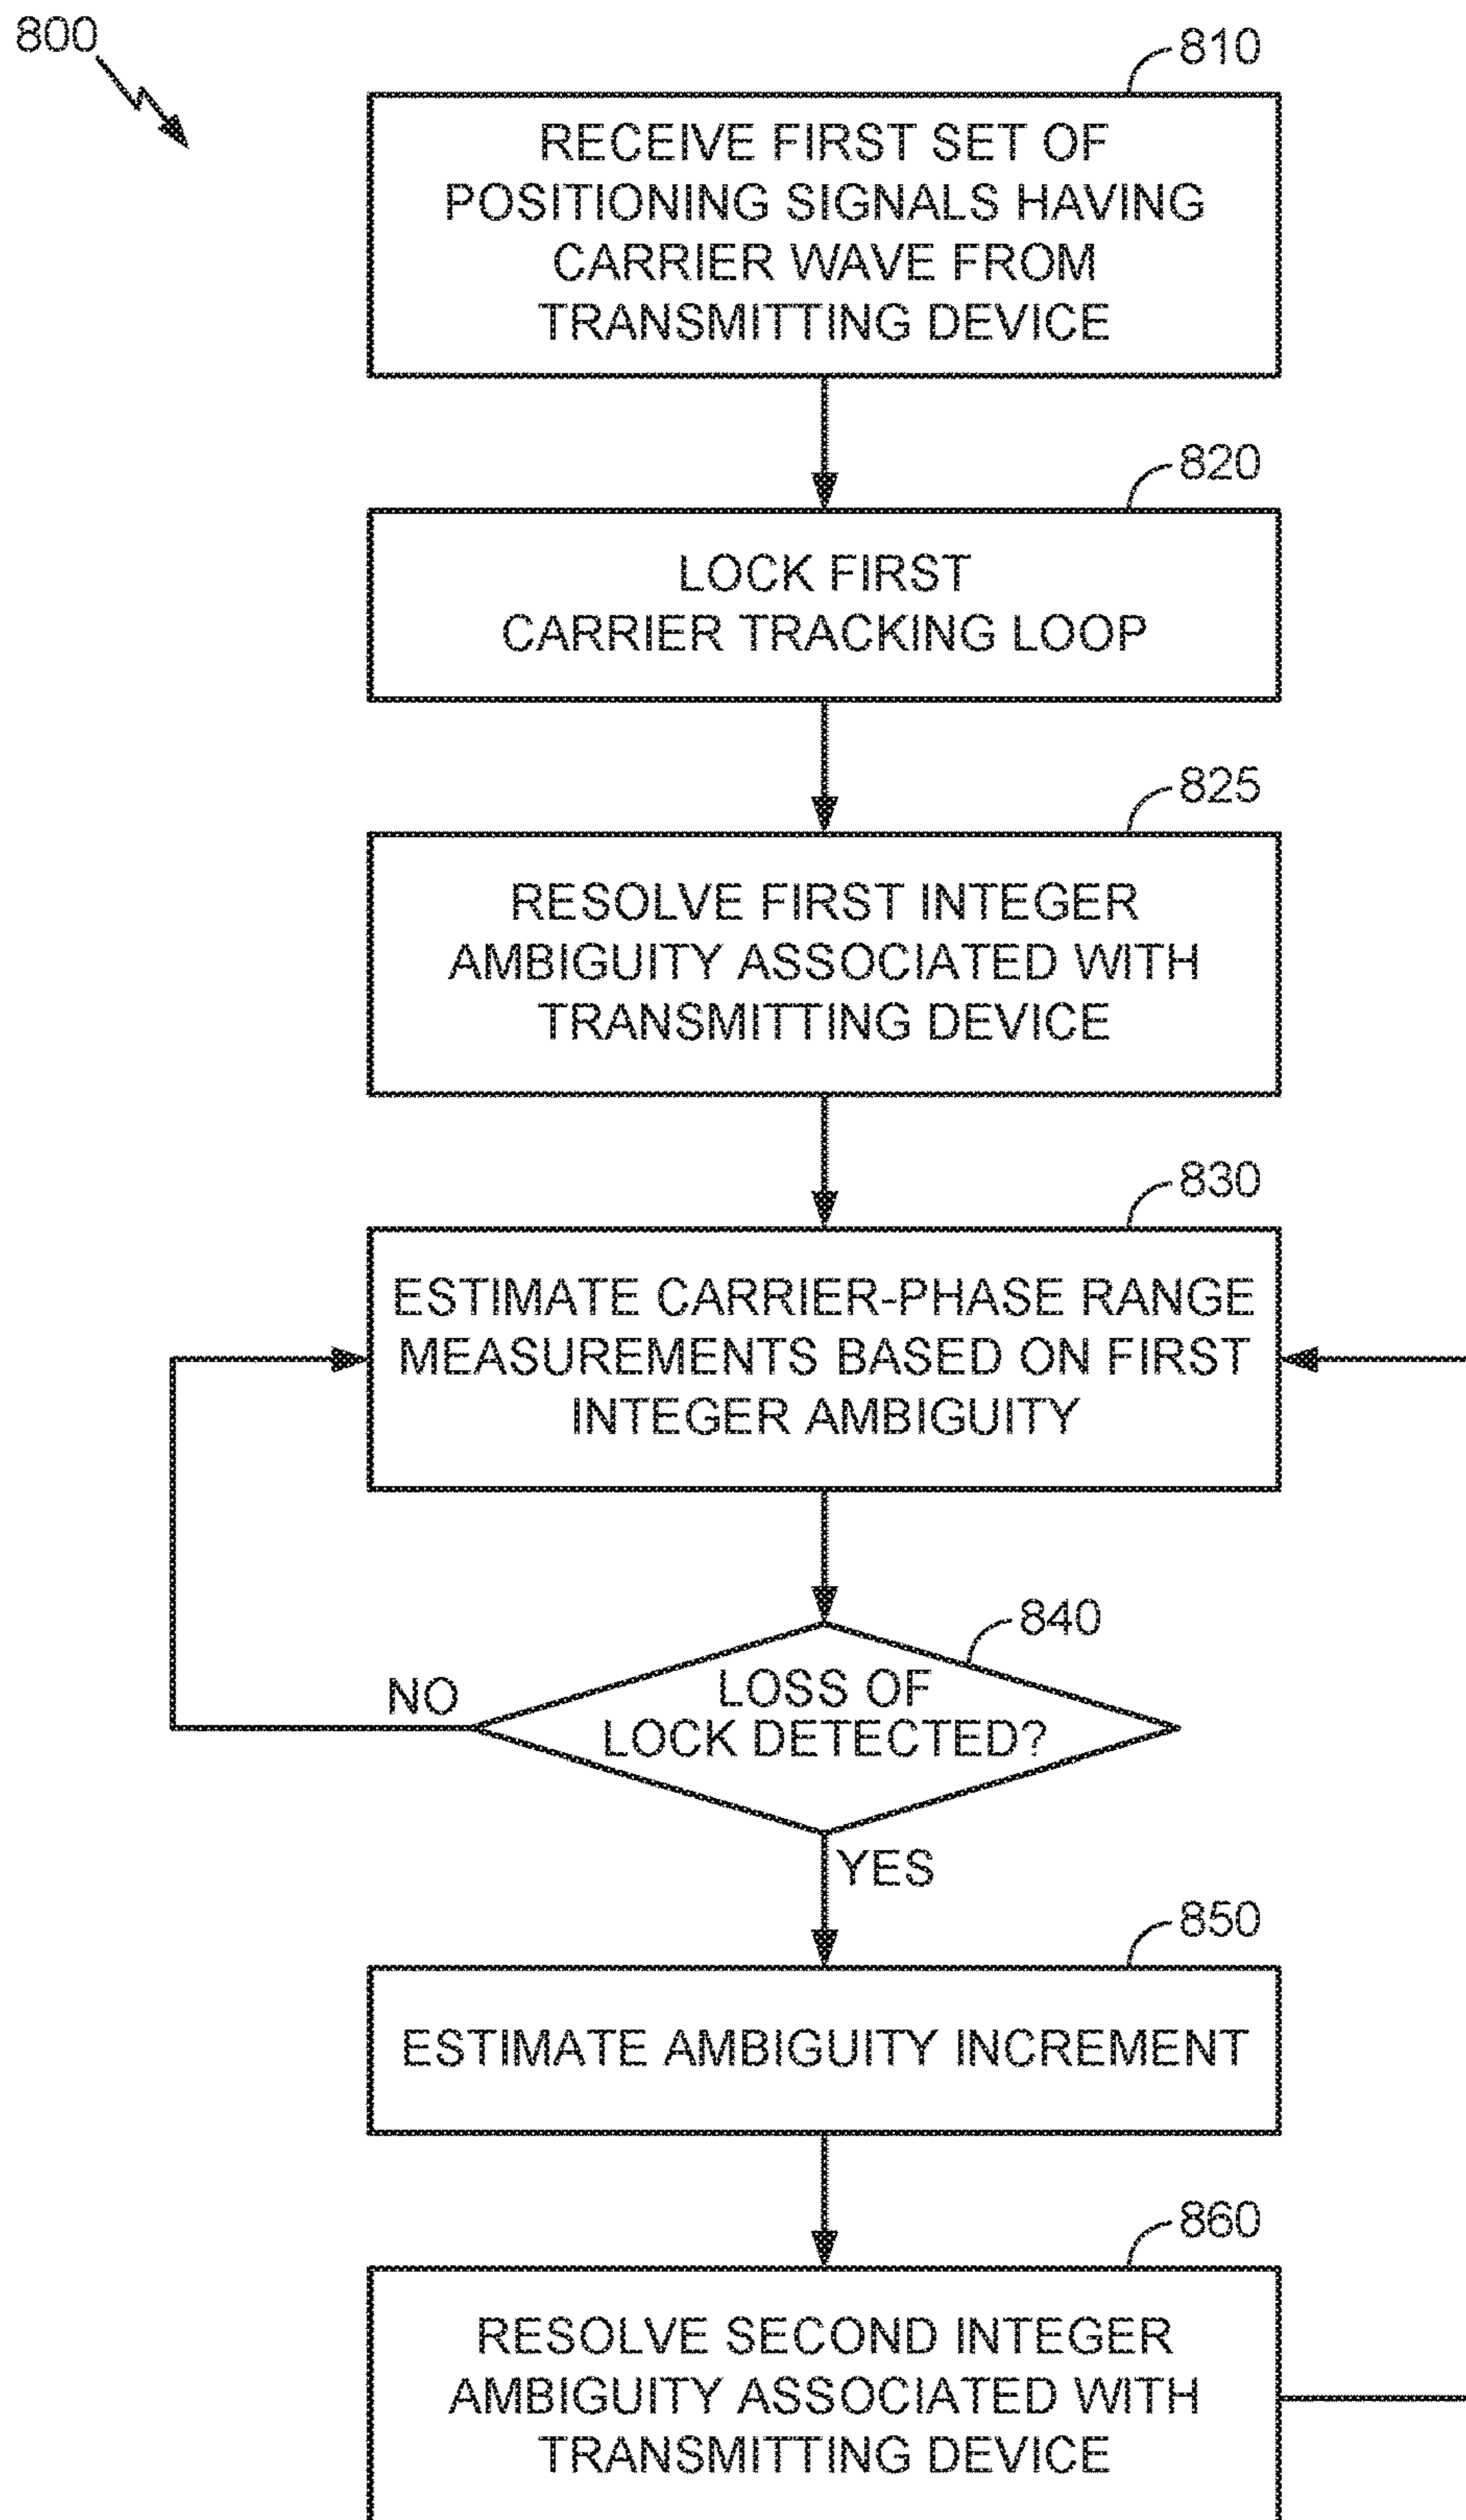 800
810
RECEIVE FIRST SET OF
POSITIONING SIGNALS HAVING
CARRIER WAVE FROM
TRANSMITTING DEVICE
820
LOCK FIRST
CARRIER TRACKING LOOP
825
RESOLVE FIRST INTEGER
AMBIGUITY ASSOCIATED WITH
TRANSMITTING DEVICE
830
ESTIMATE CARRIER-PHASE RANGE
MEASUREMENTS BASED ON FIRST
INTEGER AMBIGUITY
840
LOSS OF
LOCK DETECTED?
NO
YES
850
ESTIMATE AMBIGUITY INCREMENT
860
RESOLVE SECOND INTEGER
AMBIGUITY ASSOCIATED WITH
TRANSMITTING DEVICE